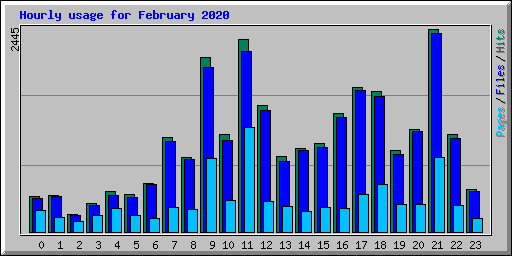 Hourly usage for February 2020
2445
Pages / Files / Hits
0 1 2 3 4 5 6 7 8 9 10 11 12 13 14 15 16 17 18 19 20 21 22 23